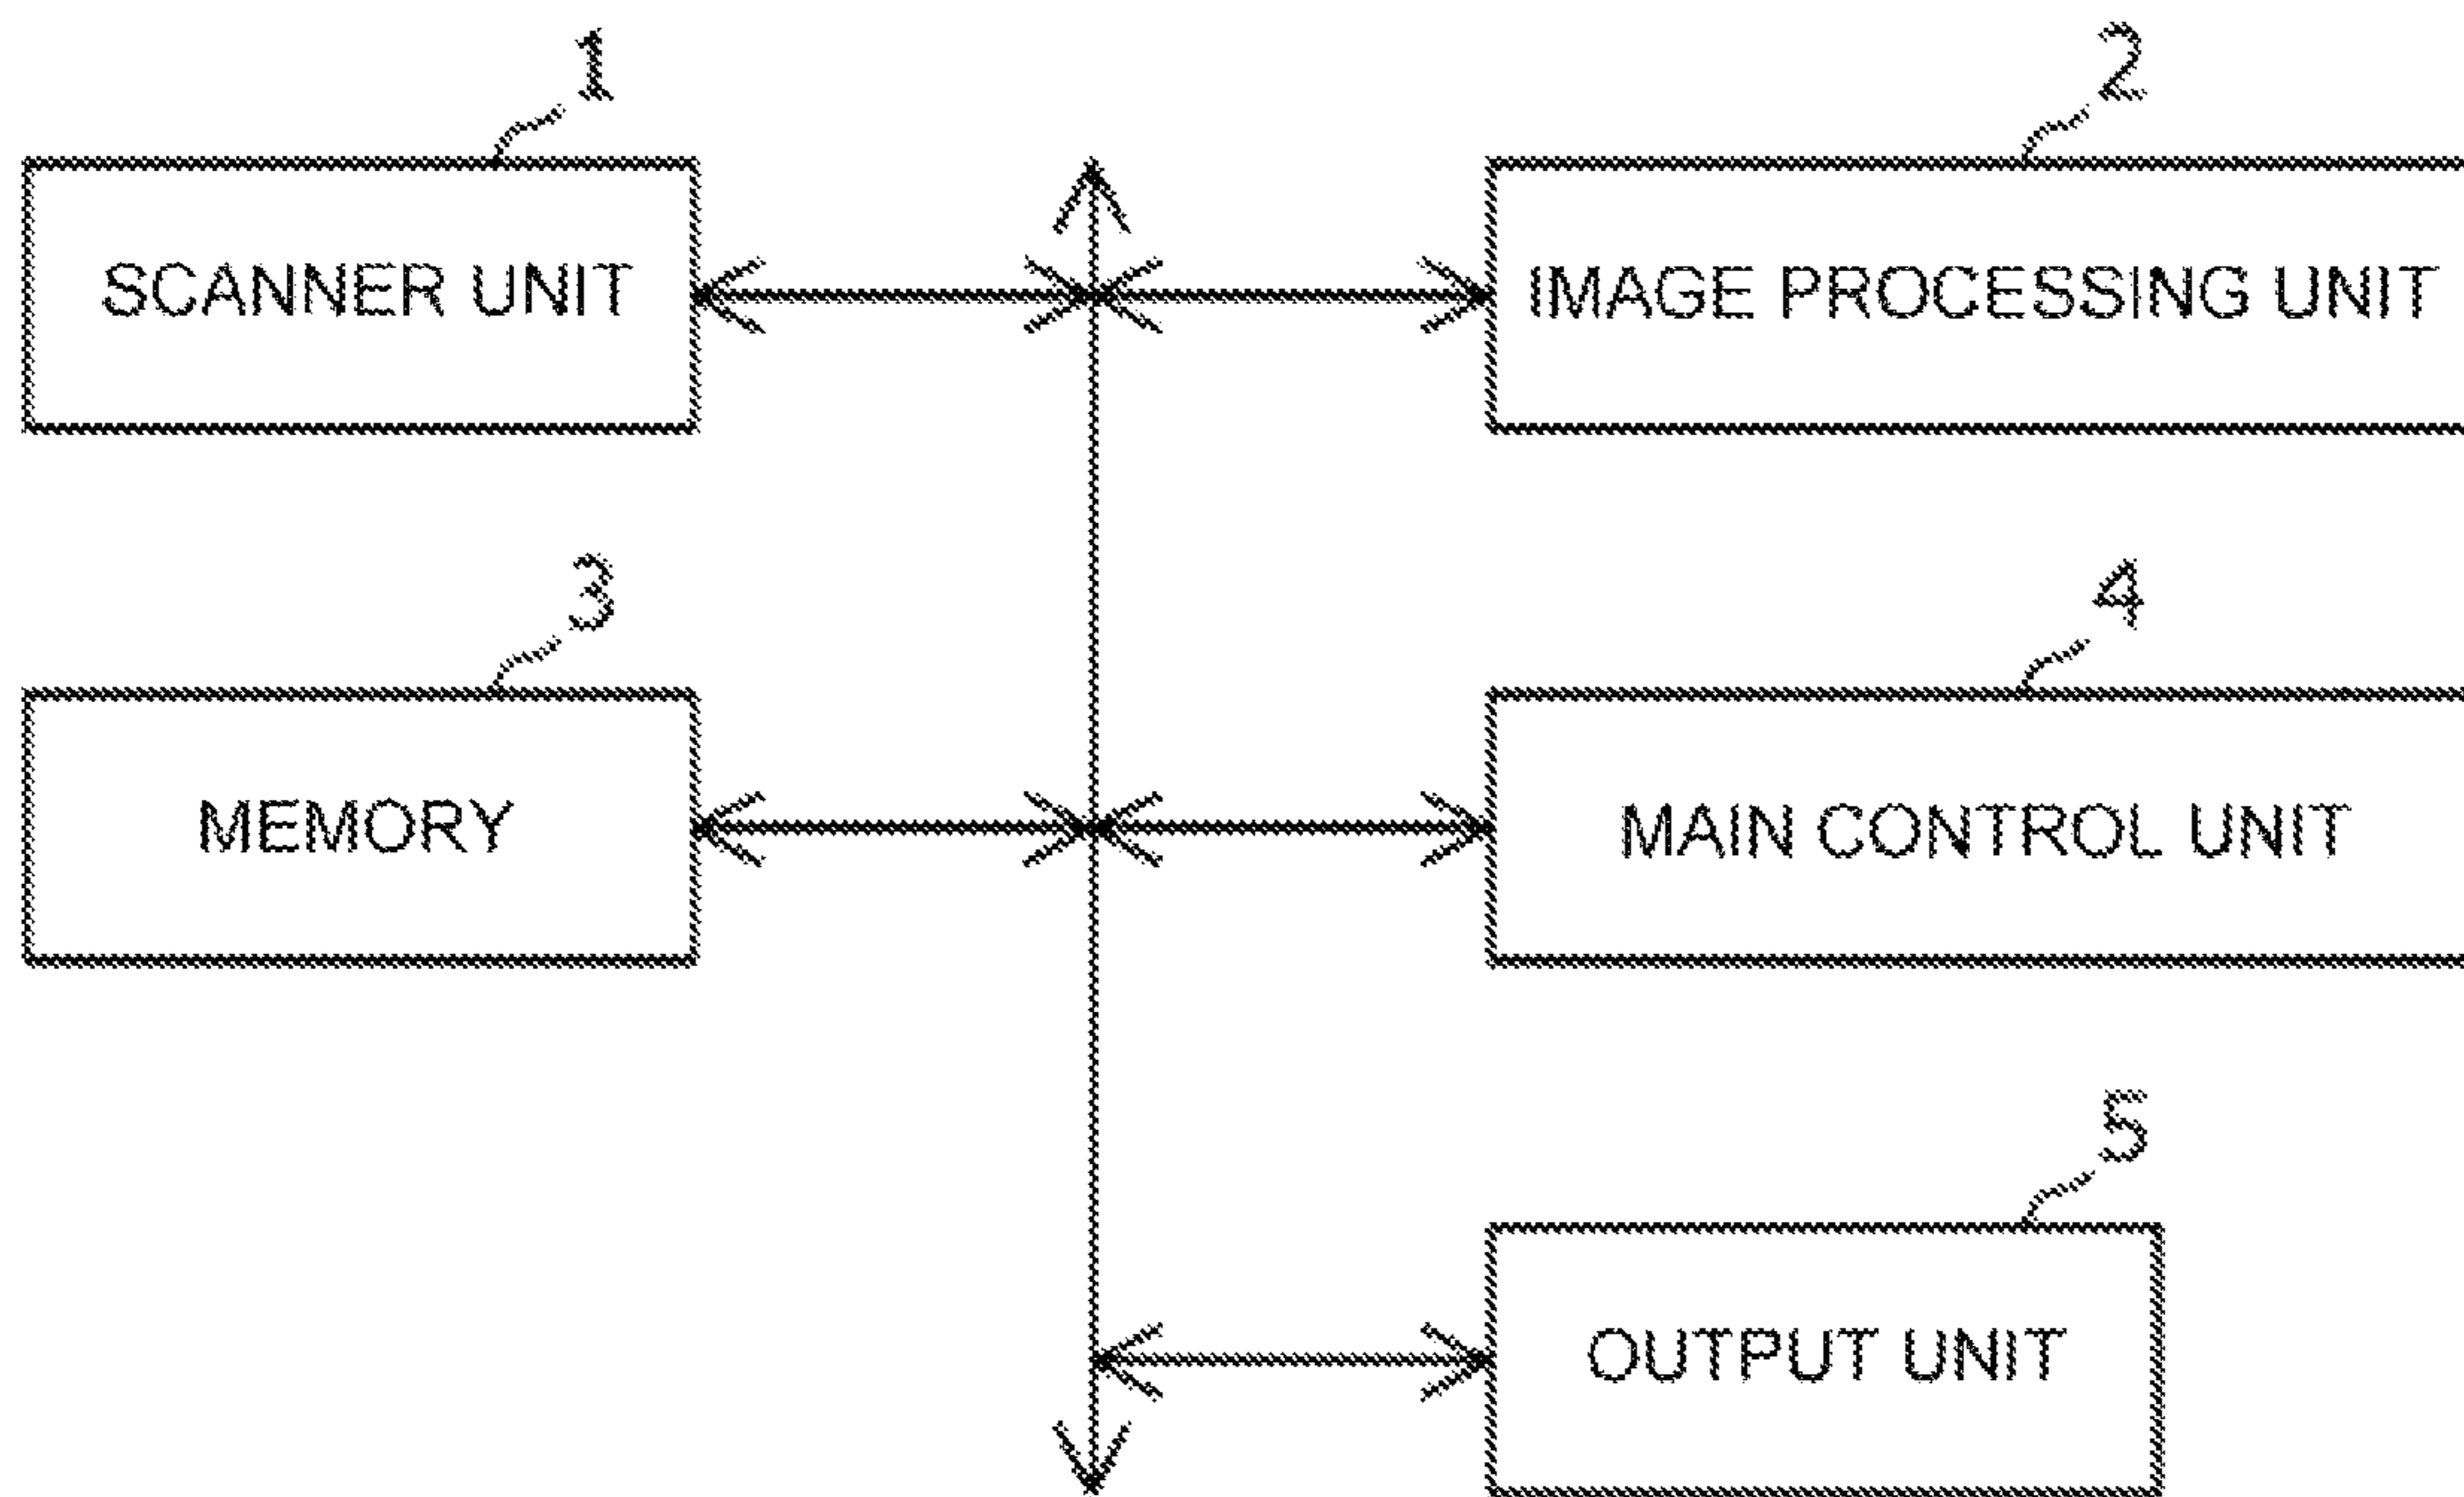 1
2
SCANNER UNIT
IMAGE PROCESSING UNIT
3
4
MEMORY
MAIN CONTROL UNIT
5
OUTPUT UNIT